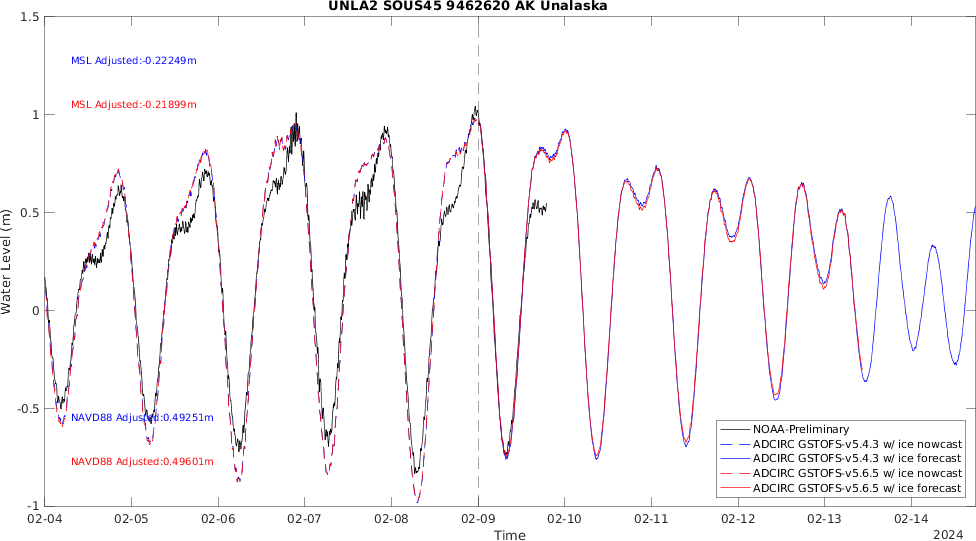 UNLA2 SOUS45 9462620 AK Unalaska
1.5
MSL Adjusted:-0.22249m
MSL Adjusted:-0.21899m
1
0.5
Water Level (m)
0
-0.5
NAVD88 Adjusted:0.49251m
NAVD88 Adjusted:0.49601m
-1
NOAA-Preliminary
ADCIRC GSTOFS-v5.4.3 w/ ice nowcast
ADCIRC GSTOFS-v5.4.3 w/ ice forecast
ADCIRC GSTOFS-v5.6.5 w/ ice nowcast
ADCIRC GSTOFS-v5.6.5 w/ ice forecast
02-04 02-05 02-06 02-07 02-08 02-09 02-10 02-11 02-12 02-13 02-14
Time
2024